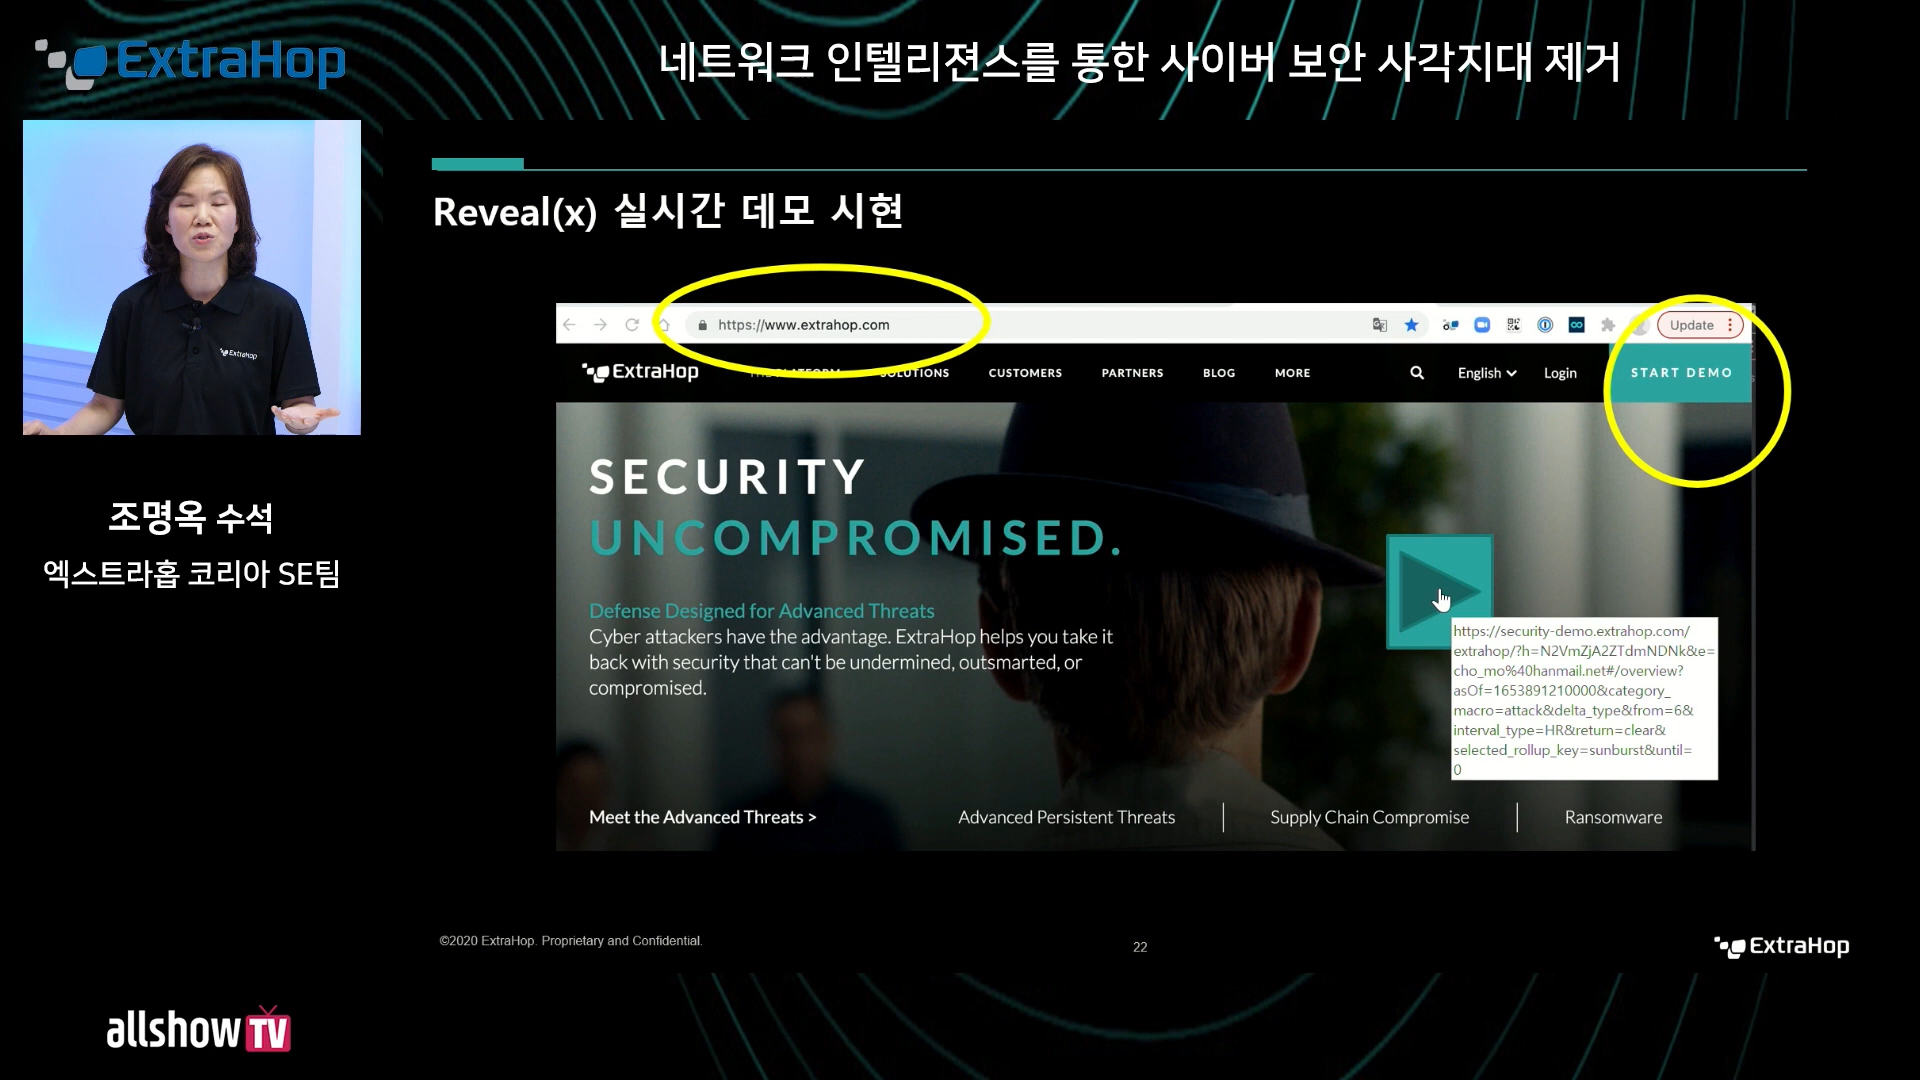 ExtraHop
네트워크 인텔리젼스를 통한 사이버 보안 사각지대 제거
ExtraHop
조명옥 수석
엑스트라홉 코리아 SE팀
Reveal(x) 실시간 데모 시현
https://www.extrahop.com
Update
ExtraHop
SOLUTIONS
CUSTOMERS
PARTNERS
BLOG
MORE
English
Login
START DEMO
SECURITY
UNCOMPROMISED.
Defense Designed for Advanced Threats
Cyber attackers have the advantage. ExtraHop helps you take it
back with security that can't be undermined, outsmarted, or
compromised.
https://security-demo.extrahop.com/
extrahop/?h=N2VmZjA2ZTdmNDNk&e=
cho_mo%40hanmail.net#/overview?
asOf=1653891210000&category_
macro=attack&delta_type&from=6&
interval_type=HR&return=clear&
selected_rollup_key=sunburst&until=
0
Meet the Advanced Threats >
Advanced Persistent Threats
Supply Chain Compromise
Ransomware
©2020 ExtraHop. Proprietary and Confidential.
22
ExtraHop
allshow TV